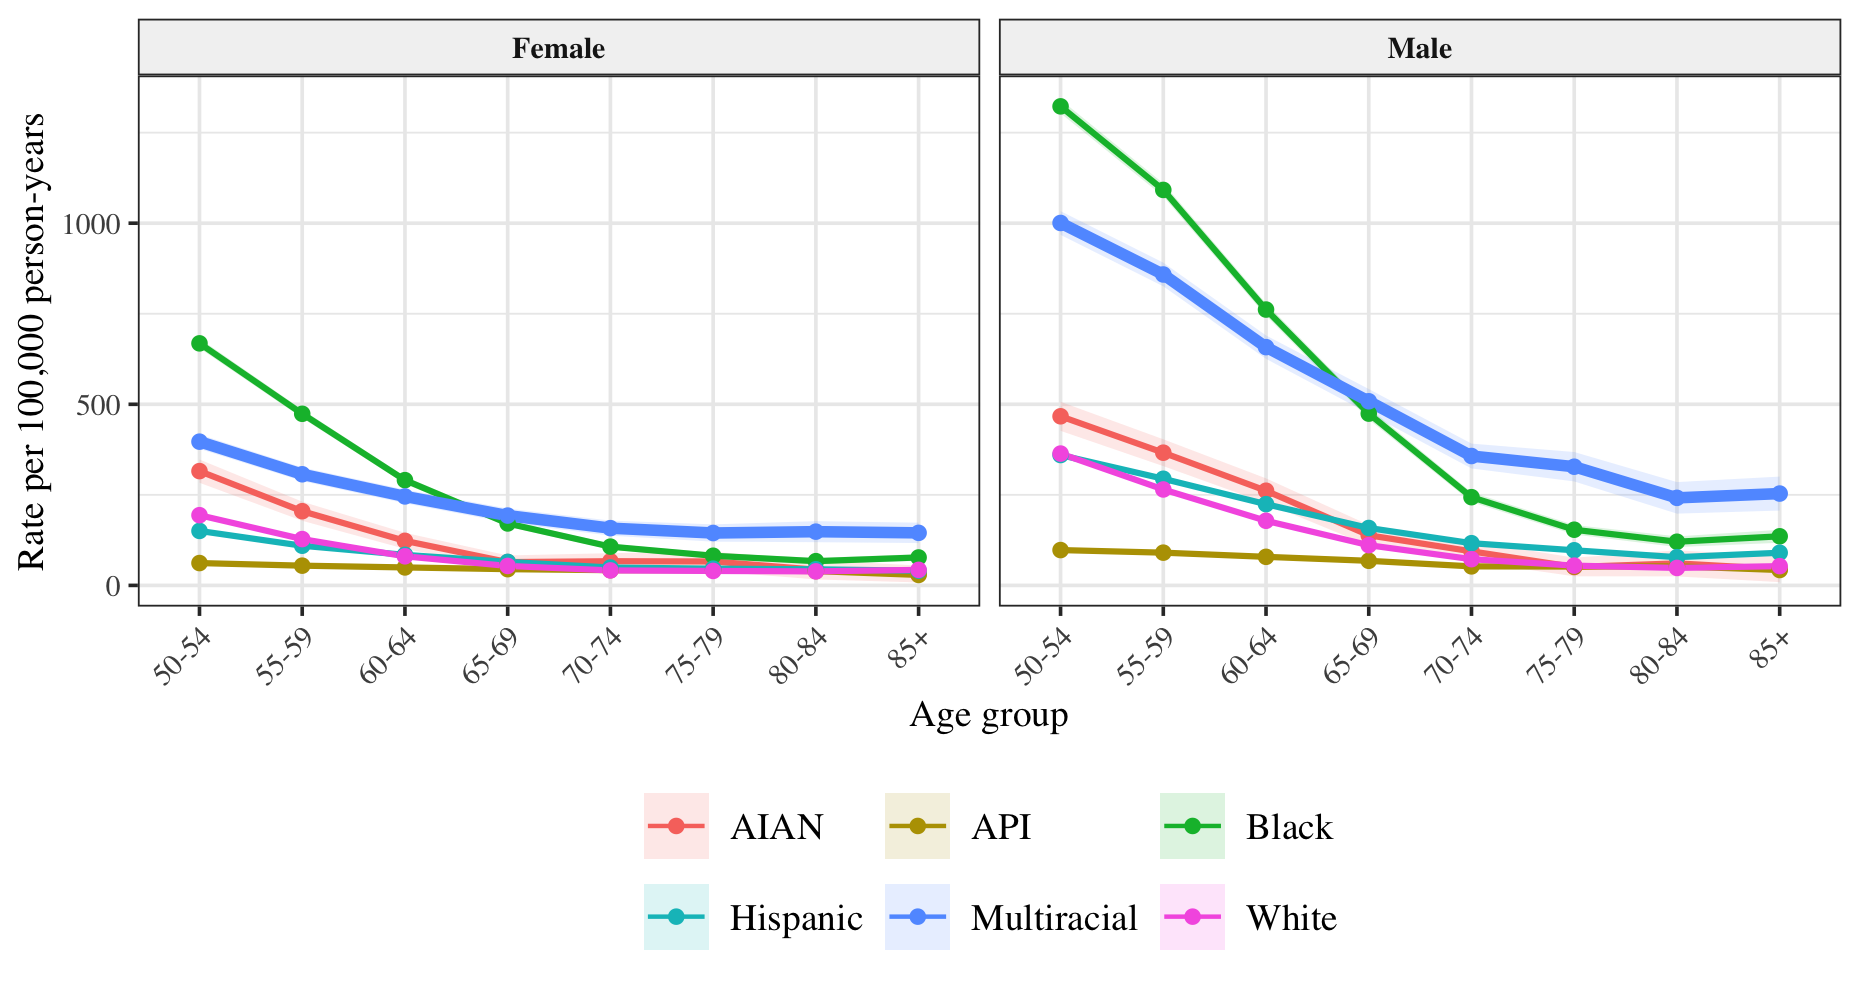 Female
Male
Rate per 100,000 person-years
1000
500
0
50-54
55-59
60-64
65-69
70-74
75-79
80-84
85+
50-54
55-59
60-64
65-69
70-74
75-79
80-84
85+
Age group
AIAN
API
Black
Hispanic
Multiracial
White